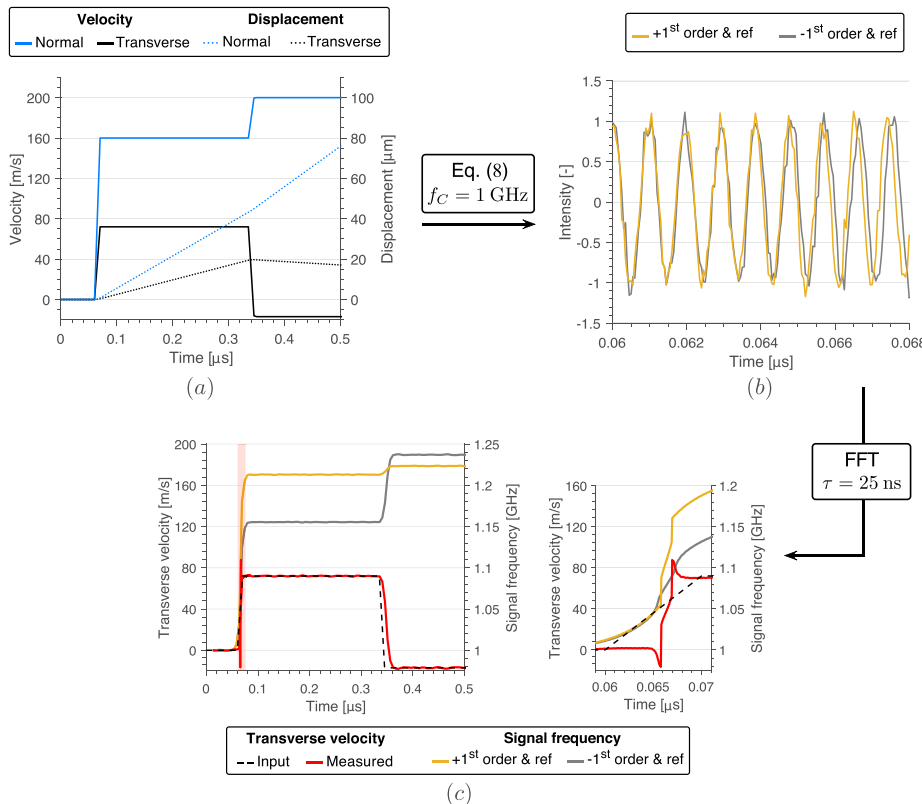 Velocity Displacement
Normal Transverse Normal Transverse
+1st order & ref -1st order & ref
200
160
120
80
40
0
Velocity [m/s]
100
80
60
40
20
0
Displacement [µm]
0 0.1 0.2 0.3 0.4 0.5
Time [µs]
(a)
Eq. (8)
f_C = 1 GHz
1.5
1
0.5
0
-0.5
-1
-1.5
Intensity [-]
0.06 0.062 0.064 0.066 0.068
Time [µs]
(b)
FFT
τ = 25 ns
200
160
120
80
40
0
Transverse velocity [m/s]
1.25
1.2
1.15
1.1
1.05
1
Signal frequency [GHz]
0 0.1 0.2 0.3 0.4 0.5
Time [µs]
160
120
80
40
0
Transverse velocity [m/s]
1.2
1.15
1.1
1.05
1
Signal frequency [GHz]
0.06 0.065 0.07
Time [µs]
Transverse velocity Signal frequency
Input Measured +1st order & ref -1st order & ref
(c)